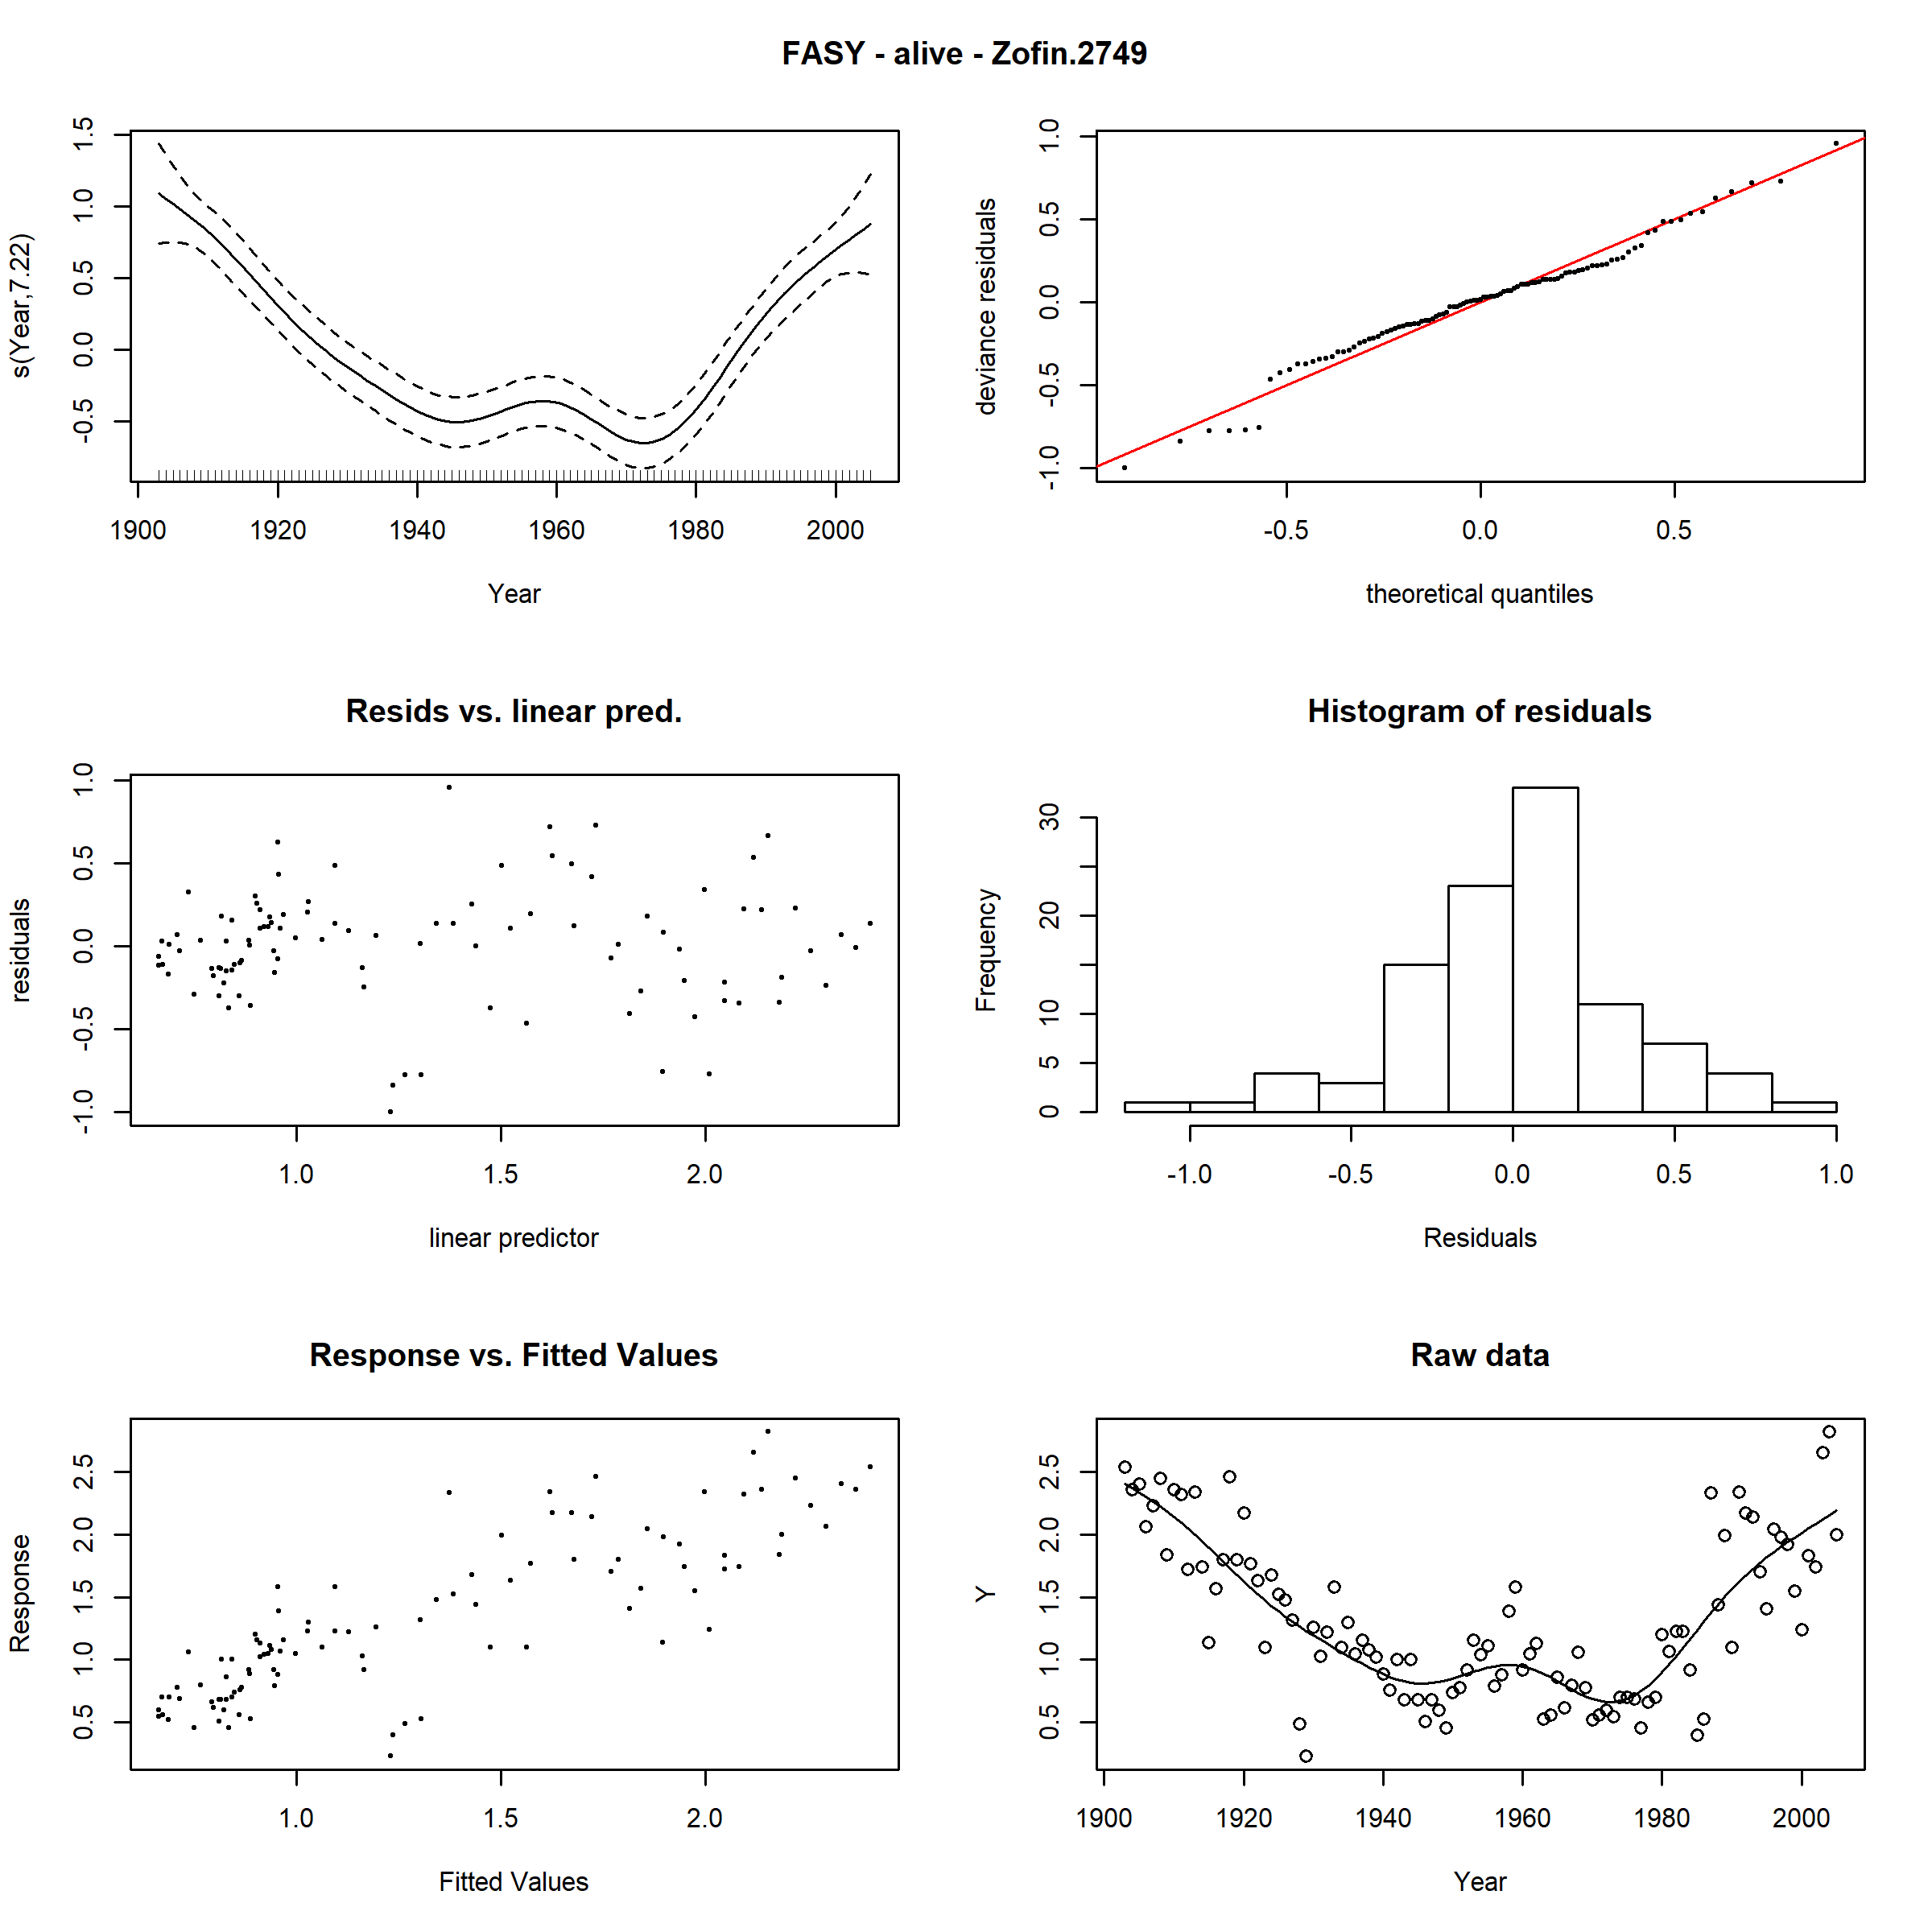 FASY - alive - Zofin.2749
s(Year,7.22)
-0.5 0.0 0.5 1.0 1.5
1900 1920 1940 1960 1980 2000
Year
deviance residuals
-1.0 -0.5 0.0 0.5 1.0
-0.5 0.0 0.5
theoretical quantiles
Resids vs. linear pred.
residuals
-1.0 -0.5 0.0 0.5 1.0
1.0 1.5 2.0
linear predictor
Histogram of residuals
Frequency
0 5 10 20 30
-1.0 -0.5 0.0 0.5 1.0
Residuals
Response vs. Fitted Values
Response
0.5 1.0 1.5 2.0 2.5
1.0 1.5 2.0
Fitted Values
Raw data
Y
0.5 1.0 1.5 2.0 2.5
1900 1920 1940 1960 1980 2000
Year